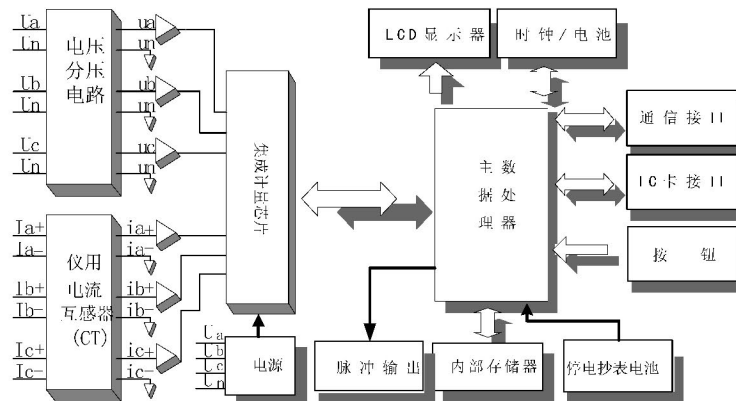 Ua
Un
Ub
Un
Uc
Un
电压
分压
电路
ua
un
ub
un
uc
un
Ia+
Ia-
Ib+
Ib-
Ic+
Ic-
仪用
电流
互感器
(CT)
ia+
ia-
ib+
ib-
ic+
ic-
集成计量芯片
Ua
Ub
Uc
Un
电源
LCD显示器
时钟/电池
主数
据处
理器
通信接口
IC卡接口
按钮
脉冲输出
内部存储器
停电抄表电池